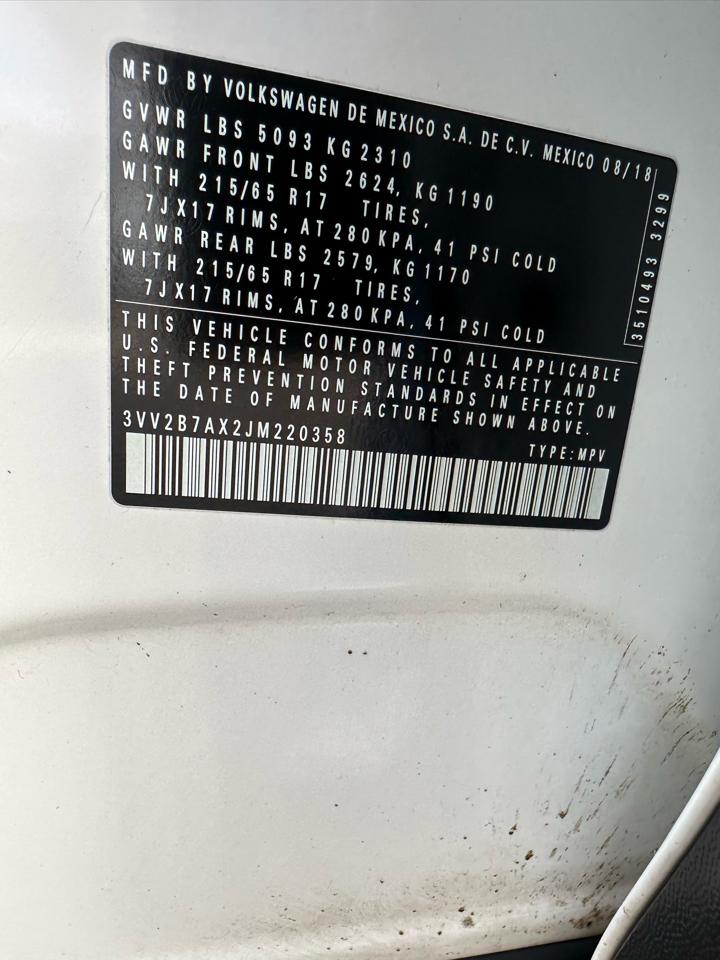 MFD BY VOLKSWAGEN DE MEXICO S.A. DE C.V. MEXICO 08/18
GVWR LBS 5093 KG 2310
GAWR FRONT LBS 2624, KG 1190
WITH 215/65 R17 TIRES,
7JX17 RIMS, AT 280 KPA, 41 PSI COLD
GAWR REAR LBS 2579, KG 1170
WITH 215/65 R17 TIRES,
7JX17 RIMS, AT 280 KPA, 41 PSI COLD
3510493 3299
THIS VEHICLE CONFORMS TO ALL APPLICABLE
U.S. FEDERAL MOTOR VEHICLE SAFETY AND
THEFT PREVENTION STANDARDS IN EFFECT ON
THE DATE OF MANUFACTURE SHOWN ABOVE.
3VV2B7AX2JM220358
TYPE: MPV